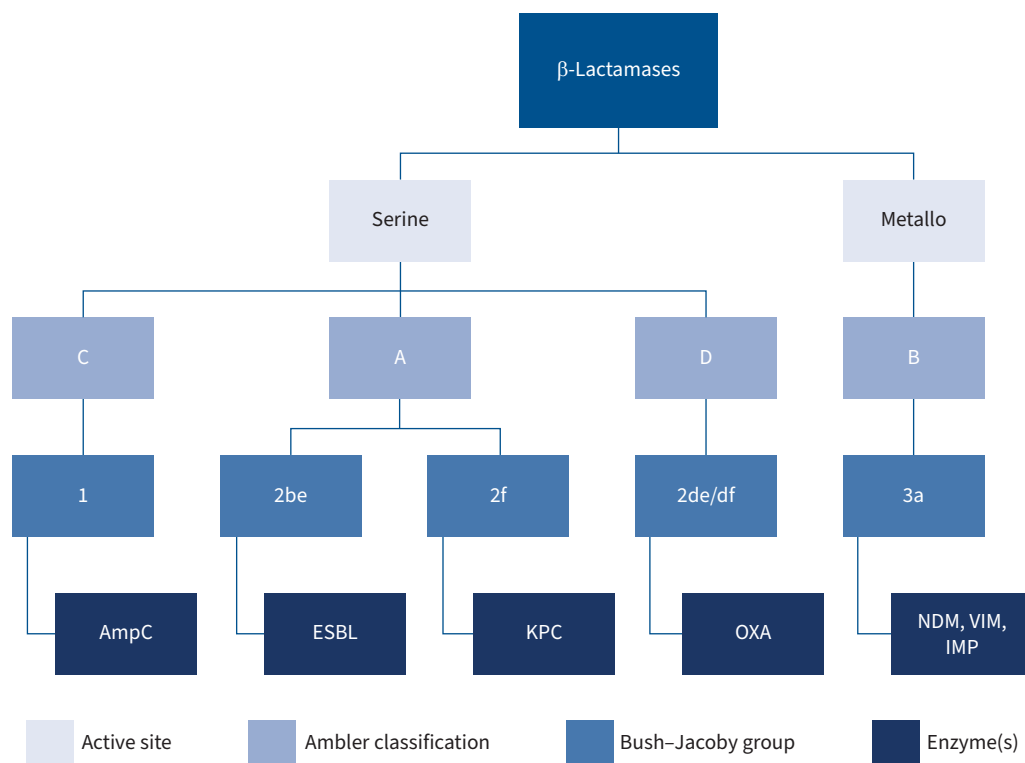 β-Lactamases
Serine
Metallo
C
A
D
B
1
2be
2f
2de/df
3a
AmpC
ESBL
KPC
OXA
NDM, VIM,
IMP
Active site
Ambler classification
Bush–Jacoby group
Enzyme(s)